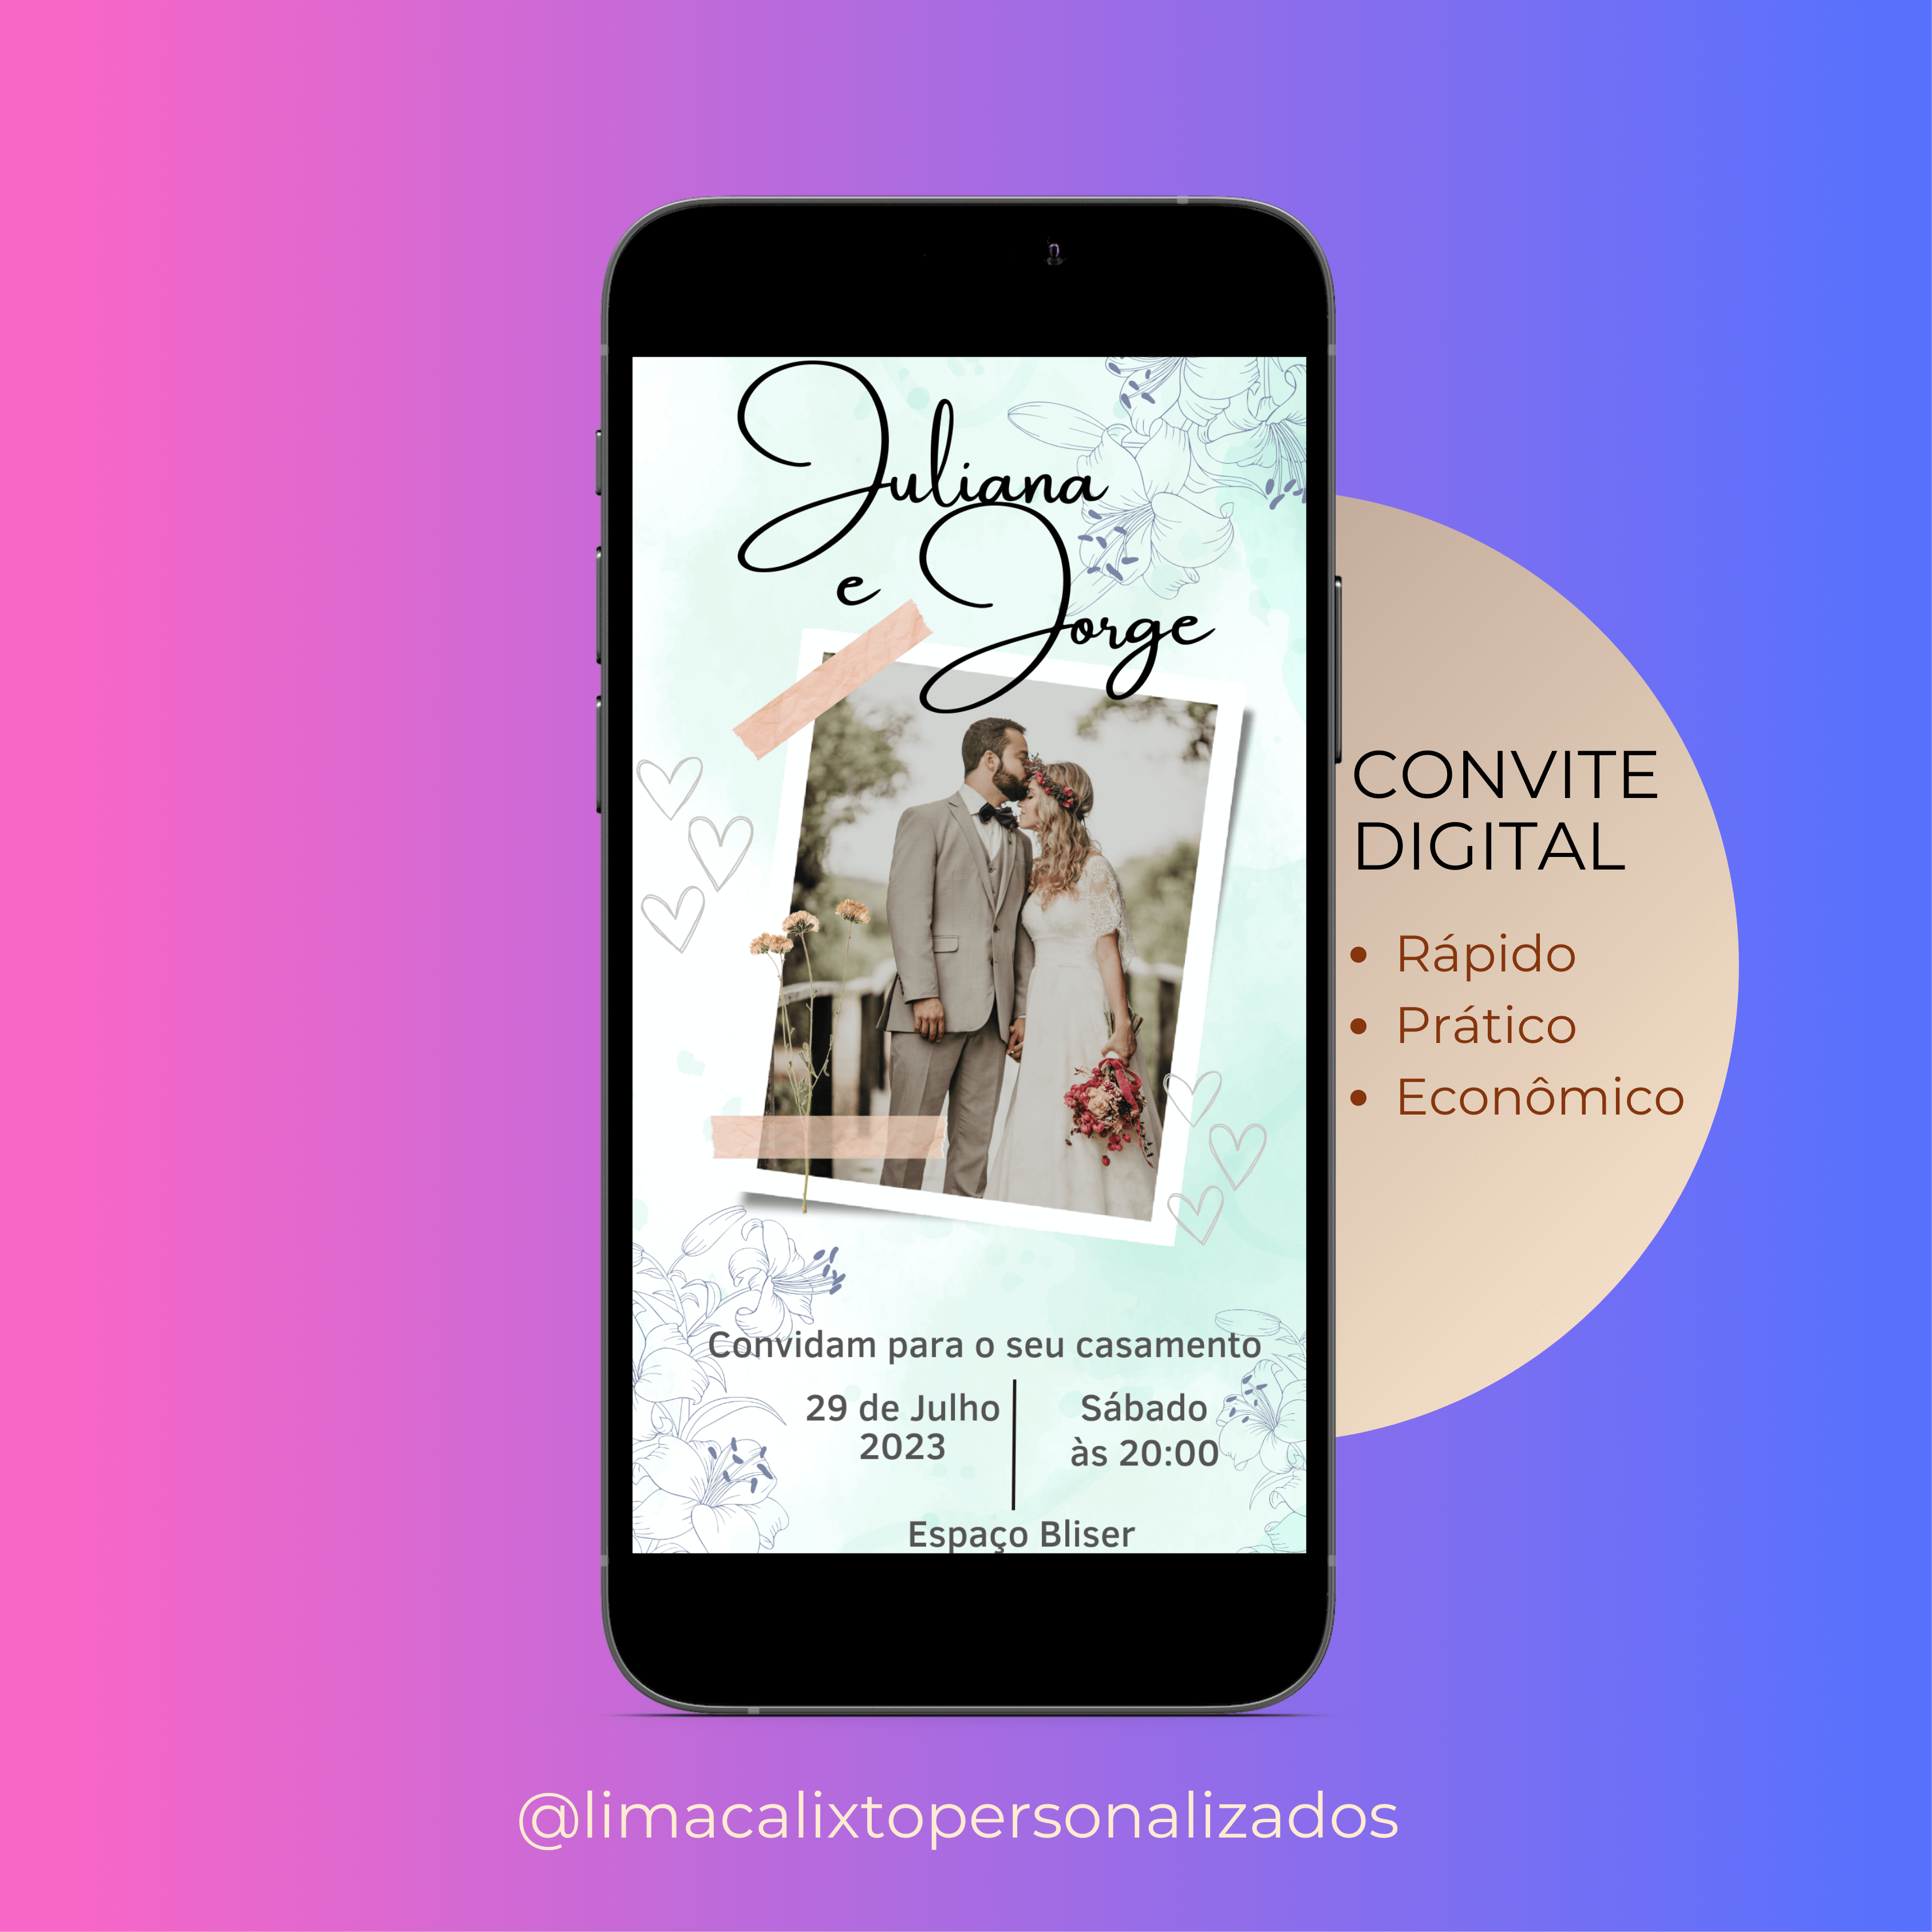 Juliana
e Jorge
CONVITE
DIGITAL
• Rápido
• Prático
• Econômico
Convidam para o seu casamento
29 de Julho
2023
Sábado
às 20:00
Espaço Bliser
@limacalixtopersonalizados